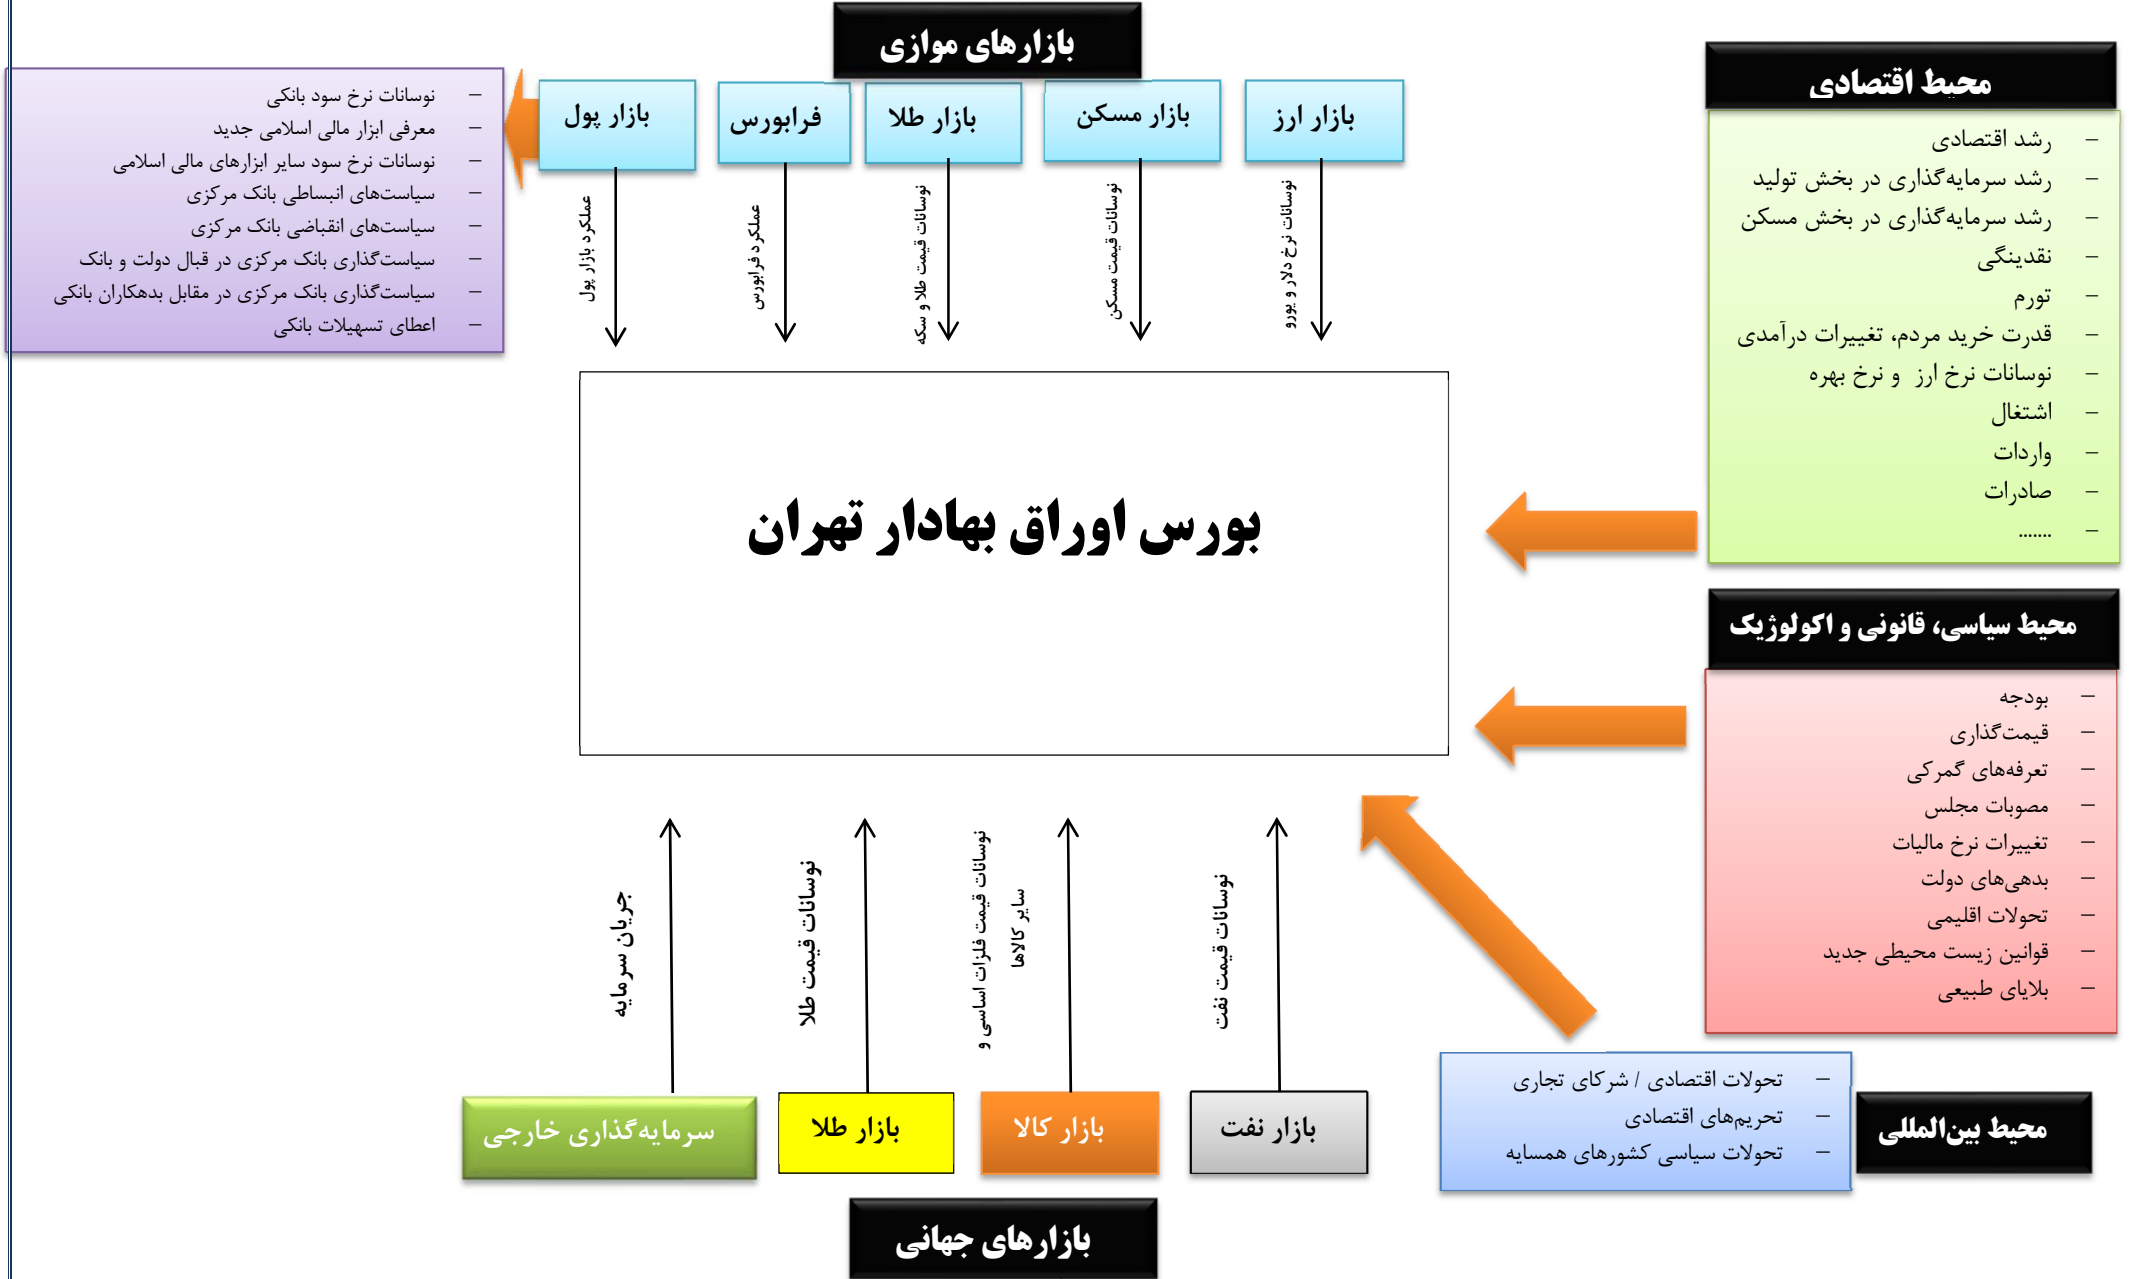 بازارهای موازی
بازار ارز
بازار مسکن
بازار طلا
فرابورس
بازار پول
نوسانات نرخ دلار و یورو
نوسانات قیمت مسکن
نوسانات قیمت طلا و سکه
عملکرد فرابورس
عملکرد بازار پول
– نوسانات نرخ سود بانکی
– معرفی ابزار مالی اسلامی جدید
– نوسانات نرخ سود سایر ابزارهای مالی اسلامی
– سیاست‌های انبساطی بانک مرکزی
– سیاست‌های انقباضی بانک مرکزی
– سیاست‌گذاری بانک مرکزی در قبال دولت و بانک
– سیاست‌گذاری بانک مرکزی در مقابل بدهکاران بانکی
– اعطای تسهیلات بانکی
محیط اقتصادی
– رشد اقتصادی
– رشد سرمایه‌گذاری در بخش تولید
– رشد سرمایه‌گذاری در بخش مسکن
– نقدینگی
– تورم
– قدرت خرید مردم، تغییرات درآمدی
– نوسانات نرخ ارز و نرخ بهره
– اشتغال
– واردات
– صادرات
– .......
بورس اوراق بهادار تهران
محیط سیاسی، قانونی و اکولوژیک
– بودجه
– قیمت‌گذاری
– تعرفه‌های گمرکی
– مصوبات مجلس
– تغییرات نرخ مالیات
– بدهی‌های دولت
– تحولات اقلیمی
– قوانین زیست محیطی جدید
– بلایای طبیعی
محیط بین‌المللی
– تحولات اقتصادی / شرکای تجاری
– تحریم‌های اقتصادی
– تحولات سیاسی کشورهای همسایه
نوسانات قیمت نفت
نوسانات قیمت فلزات اساسی و
سایر کالاها
نوسانات قیمت طلا
جریان سرمایه
بازار نفت
بازار کالا
بازار طلا
سرمایه‌گذاری خارجی
بازارهای جهانی